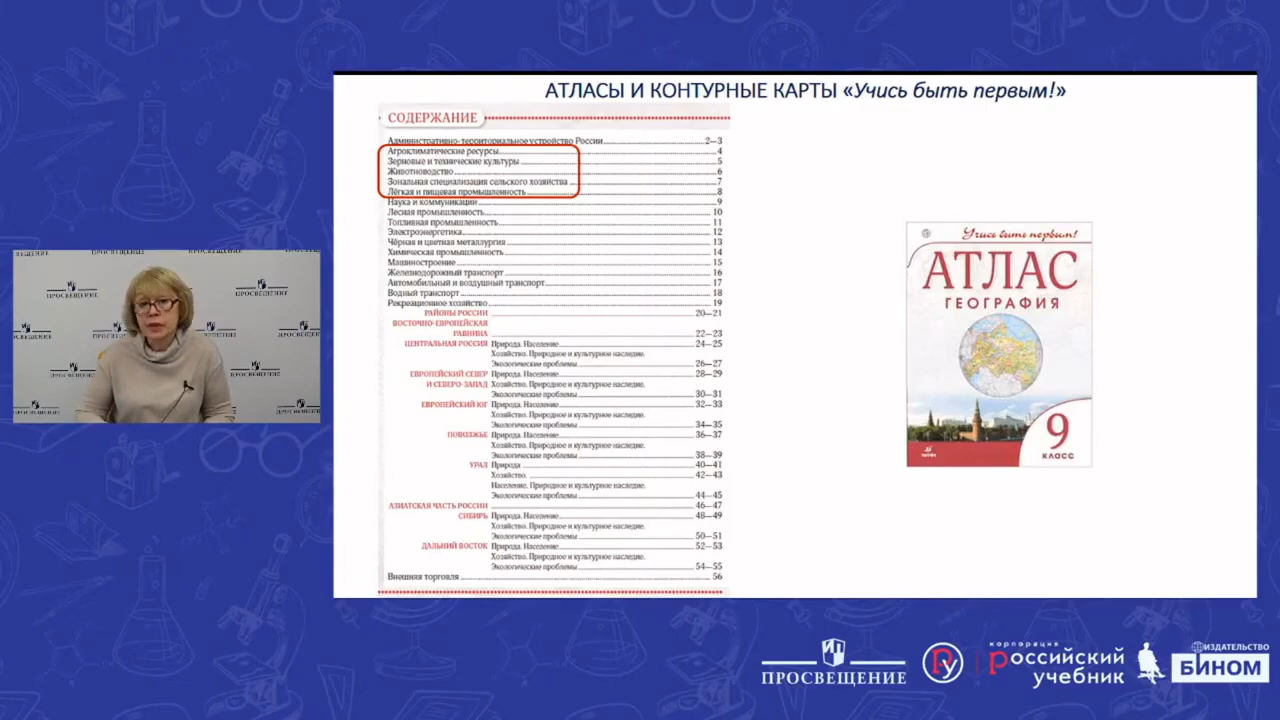 АТЛАСЫ И КОНТУРНЫЕ КАРТЫ «Учись быть первым!»
СОДЕРЖАНИЕ
Административно-территориальное устройство России 2—3
Агроклиматические ресурсы 4
Зерновые и технические культуры 5
Животноводство 6
Зональная специализация сельского хозяйства 7
Лёгкая и пищевая промышленность 8
Наука и коммуникации 9
Лесная промышленность 10
Топливная промышленность 11
Электроэнергетика 12
Чёрная и цветная металлургия 13
Химическая промышленность 14
Машиностроение 15
Железнодорожный транспорт 16
Автомобильный и воздушный транспорт 17
Водный транспорт 18
Рекреационное хозяйство 19
РАЙОНЫ РОССИИ 20—21
ВОСТОЧНО-ЕВРОПЕЙСКАЯ
РАВНИНА 22—23
ЦЕНТРАЛЬНАЯ РОССИЯ Природа. Население 24—25
Хозяйство. Природное и культурное наследие.
Экологические проблемы 26—27
ЕВРОПЕЙСКИЙ СЕВЕР Природа. Население 28—29
И СЕВЕРО-ЗАПАД Хозяйство. Природное и культурное наследие.
Экологические проблемы 30—31
ЕВРОПЕЙСКИЙ ЮГ Природа. Население 32—33
Хозяйство. Природное и культурное наследие.
Экологические проблемы 34—35
ПОВОЛЖЬЕ Природа. Население 36—37
Хозяйство. Природное и культурное наследие.
Экологические проблемы 38—39
УРАЛ Природа 40—41
Хозяйство. 42—43
Население. Природное и культурное наследие.
Экологические проблемы 44—45
АЗИАТСКАЯ ЧАСТЬ РОССИИ 46—47
СИБИРЬ Природа. Население 48—49
Хозяйство. Природное и культурное наследие.
Экологические проблемы 50—51
ДАЛЬНИЙ ВОСТОК Природа. Население 52—53
Хозяйство. Природное и культурное наследие.
Экологические проблемы 54—55
Внешняя торговля 56
Учись быть первым!
АТЛАС
ГЕОГРАФИЯ
9
КЛАСС
дрофа
ПРОСВЕЩЕНИЕ
ПРОСВЕЩЕНИЕ
ПРОСВЕЩЕНИЕ
ПРОСВЕЩЕНИЕ
ПРОСВЕЩЕНИЕ
корпорация
российский
учебник
ИЗДАТЕЛЬСТВО
БИНОМ